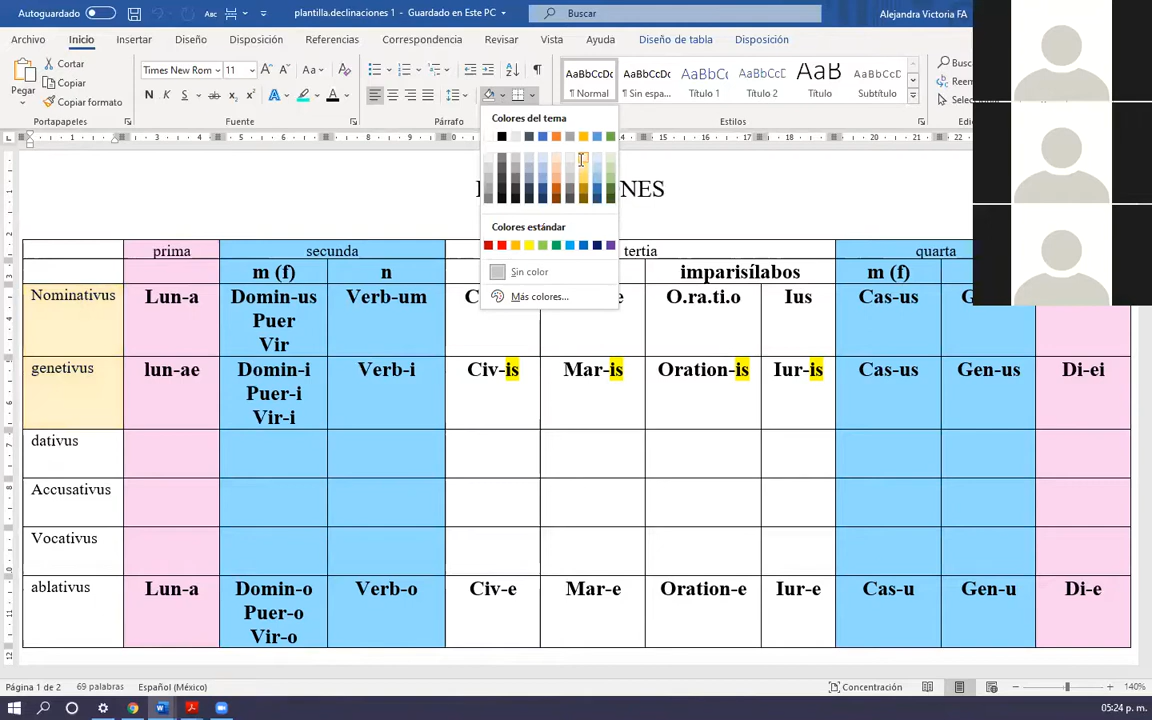 Autoguardado
plantilla.declinaciones 1 - Guardado en Este PC
Buscar
Alejandra Victoria FA
Archivo Inicio Insertar Diseño Disposición Referencias Correspondencia Revisar Vista Ayuda Diseño de tabla Disposición
Pegar
Cortar
Copiar
Copiar formato
Times New Rom 11
Fuente
Párrafo
AaBbCcDc
¶ Normal
AaBbCcDc
¶ Sin espa...
AaBbCcD
Título 1
AaBbCcD
Título 2
AaB
Título
AaBbCcD
Subtítulo
Estilos
Colores del tema
Colores estándar
Sin color
Más colores...
NES
prima secunda tertia quarta
m (f) n imparisílabos m (f)
Nominativus Lun-a Domin-us Verb-um O.ra.ti.o Ius Cas-us
Puer
Vir
genetivus lun-ae Domin-i Verb-i Civ-is Mar-is Oration-is Iur-is Cas-us Gen-us Di-ei
Puer-i
Vir-i
dativus
Accusativus
Vocativus
ablativus Lun-a Domin-o Verb-o Civ-e Mar-e Oration-e Iur-e Cas-u Gen-u Di-e
Puer-o
Vir-o
Página 1 de 2 69 palabras Español (México)
Concentración
140%
05:24 p. m.